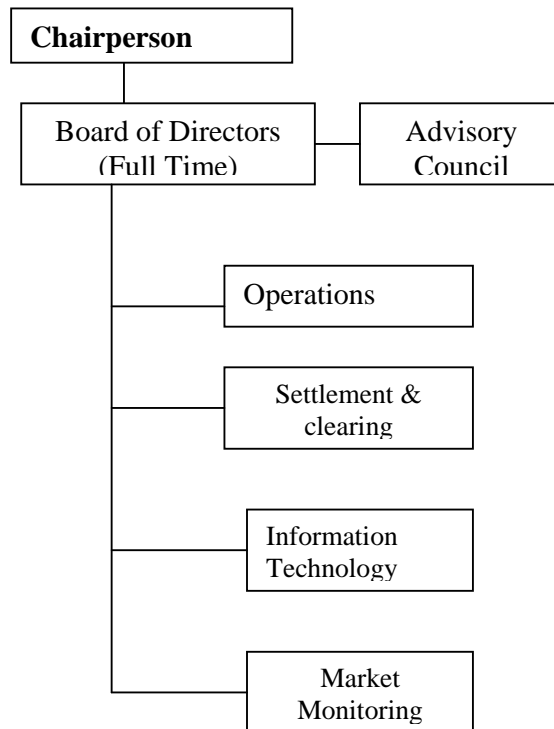 Chairperson
Board of Directors
(Full Time)
Advisory
Council
Operations
Settlement &
clearing
Information
Technology
Market
Monitoring